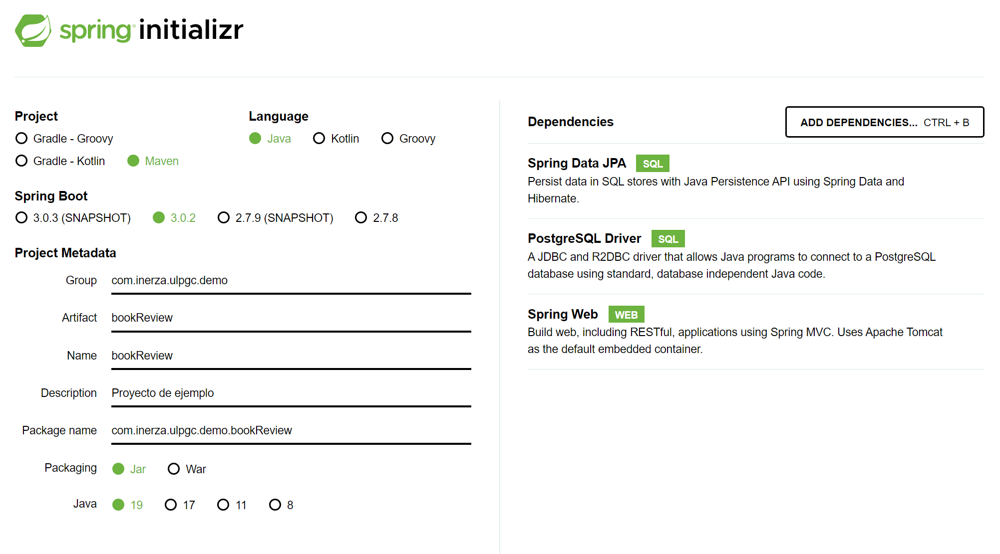 spring initializr
Project
Gradle - Groovy
Gradle - Kotlin Maven
Language
Java Kotlin Groovy
Spring Boot
3.0.3 (SNAPSHOT) 3.0.2 2.7.9 (SNAPSHOT) 2.7.8
Project Metadata
Group com.inerza.ulpgc.demo
Artifact bookReview
Name bookReview
Description Proyecto de ejemplo
Package name com.inerza.ulpgc.demo.bookReview
Packaging Jar War
Java 19 17 11 8
Dependencies ADD DEPENDENCIES... CTRL + B
Spring Data JPA SQL
Persist data in SQL stores with Java Persistence API using Spring Data and
Hibernate.
PostgreSQL Driver SQL
A JDBC and R2DBC driver that allows Java programs to connect to a PostgreSQL
database using standard, database independent Java code.
Spring Web WEB
Build web, including RESTful, applications using Spring MVC. Uses Apache Tomcat
as the default embedded container.